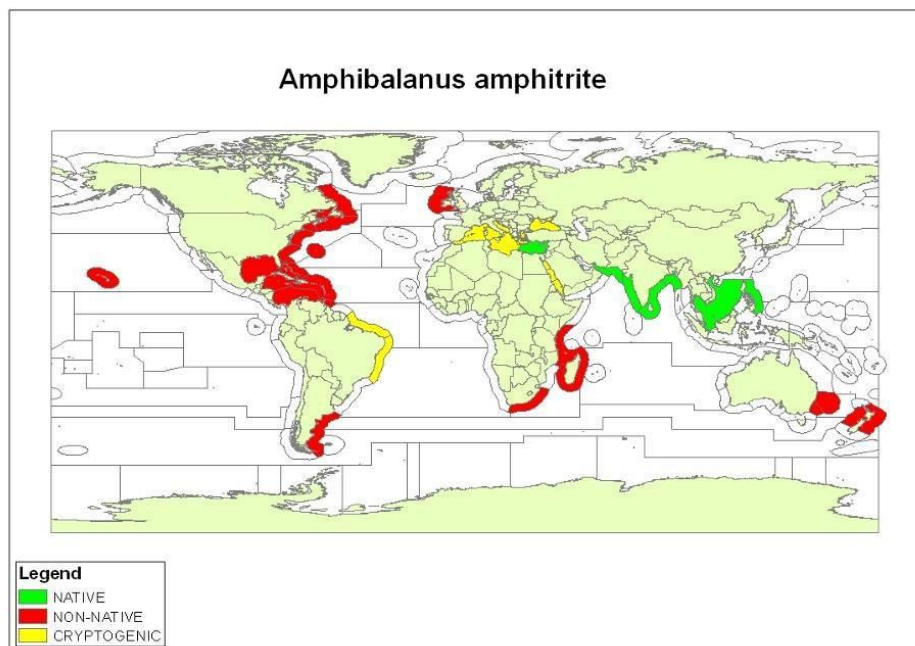 Amphibalanus amphitrite
Legend
NATIVE
NON-NATIVE
CRYPTOGENIC